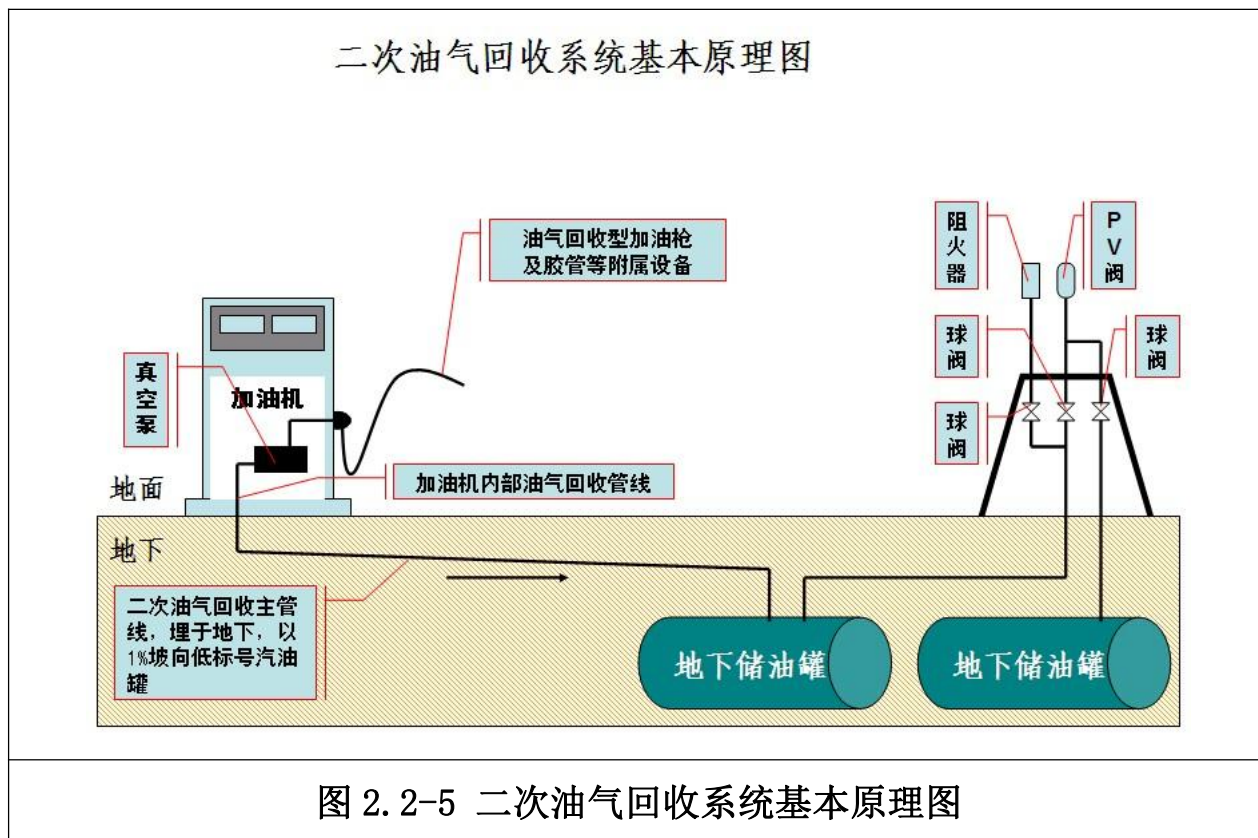 二次油气回收系统基本原理图
阻
火
器
P
V
阀
油气回收型加油枪
及胶管等附属设备
球
阀
球
阀
真
空
泵
加油机
球
阀
加油机内部油气回收管线
地面
地下
二次油气回收主管
线，埋于地下，以
1%坡向低标号汽油
罐
地下储油罐
地下储油罐
图 2.2-5 二次油气回收系统基本原理图